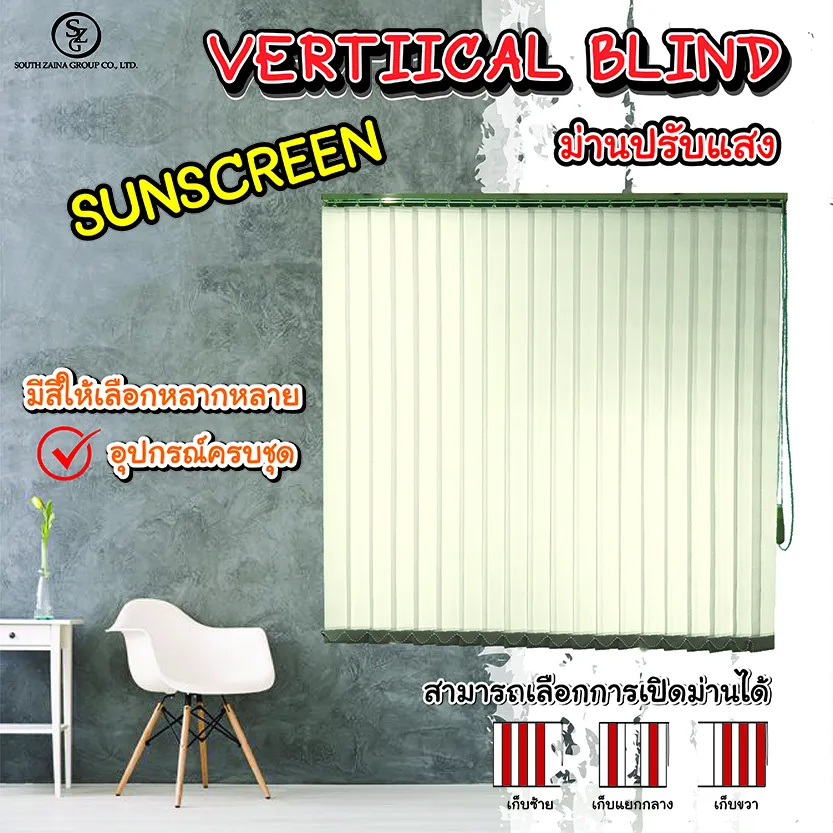 SZG
SOUTH ZAINA GROUP CO., LTD.
VERTIICAL BLIND
ม่านปรับแสง
SUNSCREEN
มีสีให้เลือกหลากหลาย
อุปกรณ์ครบชุด
สามารถเลือกการเปิดม่านได้
เก็บซ้าย
เก็บแยกกลาง
เก็บขวา